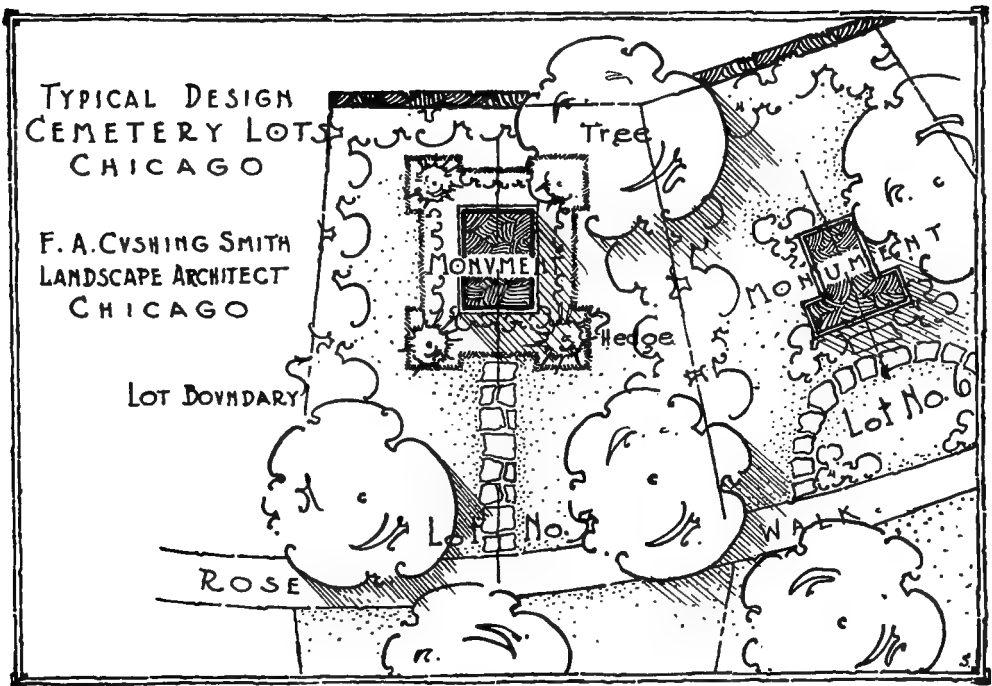 TYPICAL DESIGN
CEMETERY LOTS
CHICAGO
F. A. CVSHING SMITH
LANDSCAPE ARCHITECT
CHICAGO
LOT BOVNDARY
Tree
MONVMENT
Hedge
MONUMENT
Lot No. 6
LOT No. 5
ROSE WALK